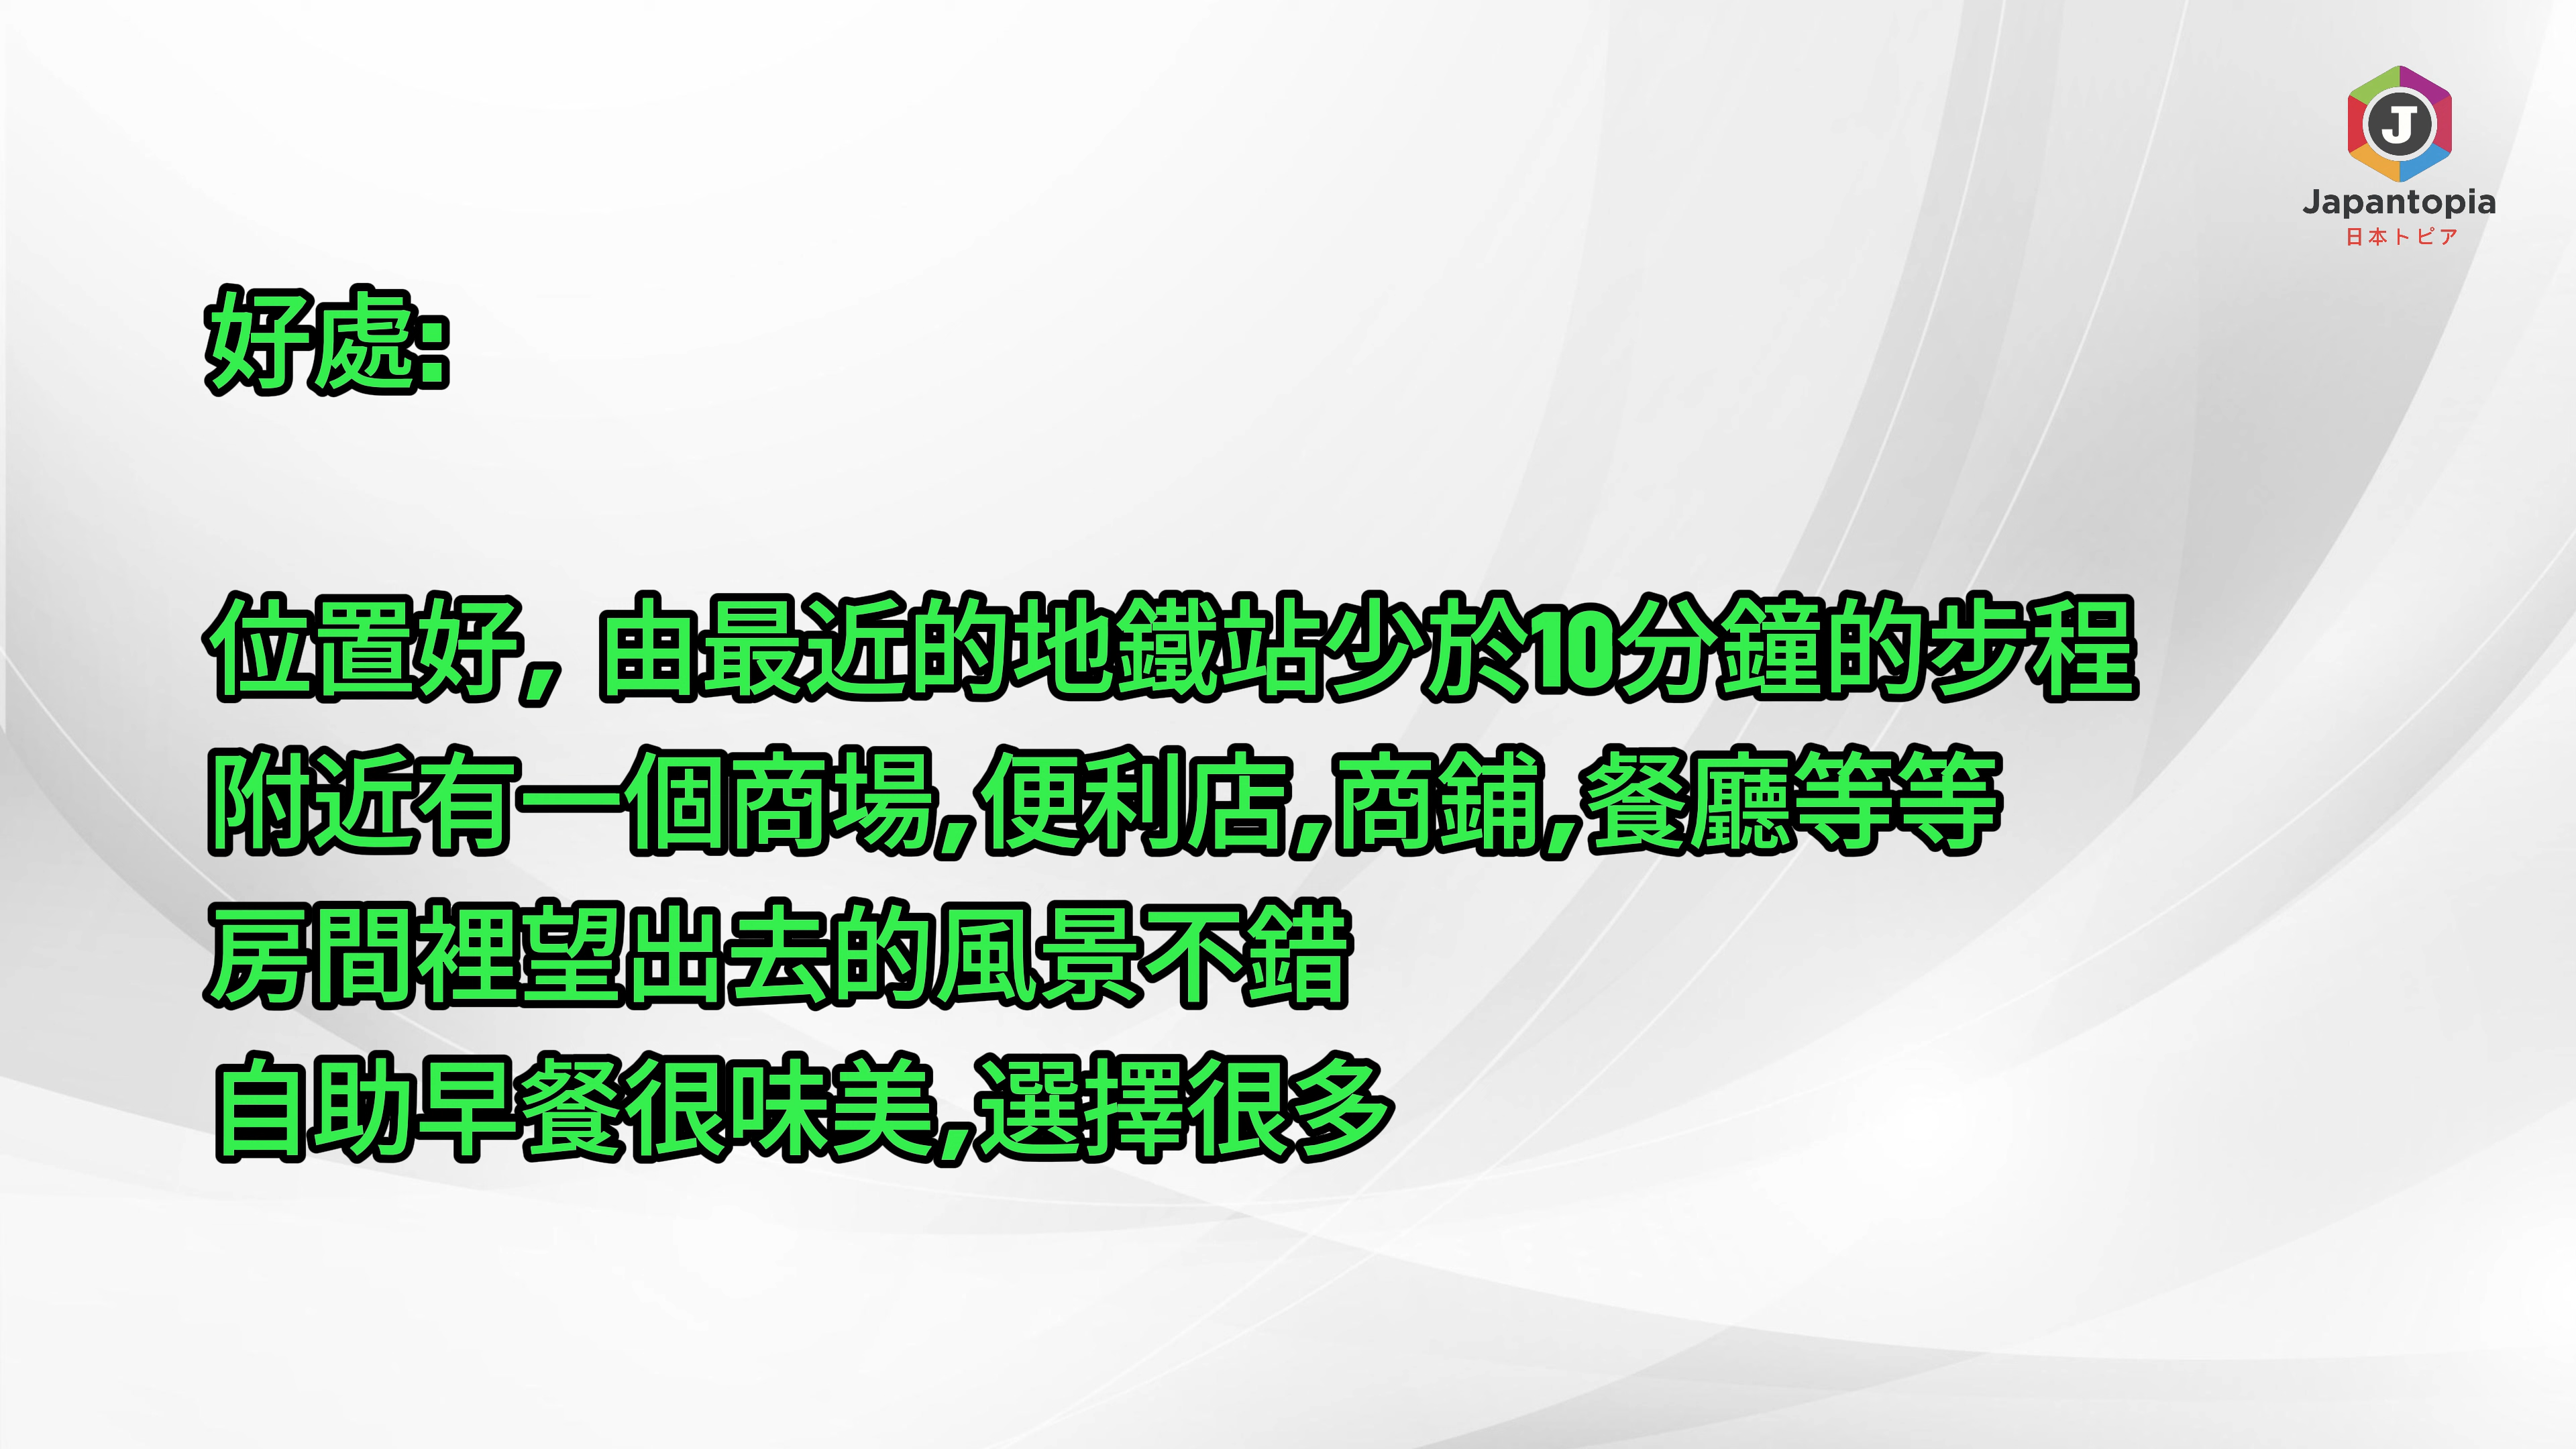 Japantopia
日本トピア
好處:
位置好, 由最近的地鐵站少於10分鐘的步程
附近有一個商場,便利店,商鋪,餐廳等等
房間裡望出去的風景不錯
自助早餐很味美,選擇很多